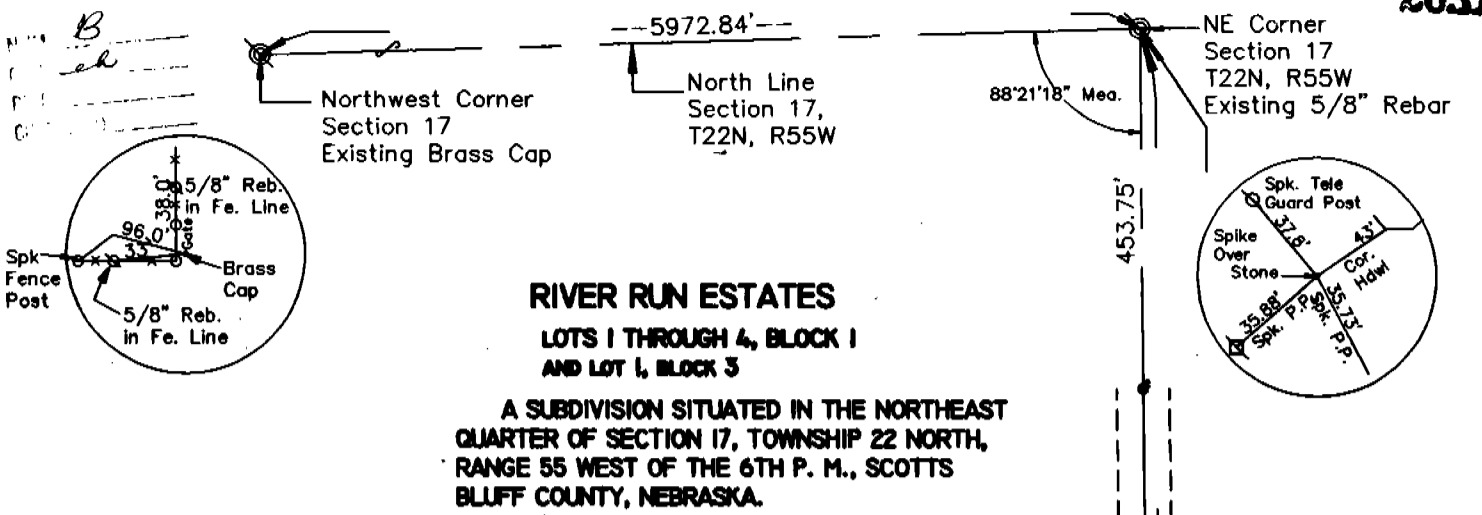 B
--5972.84'--
NE Corner
Section 17
T22N, R55W
Existing 5/8" Rebar
North Line
Section 17,
T22N, R55W
88°21'18" Mea.
Northwest Corner
Section 17
Existing Brass Cap
453.75'
5/8" Reb.
in Fe. Line
38.0'
96.0'
33'
Gate
Spk
Fence
Post
Brass
Cap
5/8" Reb.
in Fe. Line
Spk. Tele
Guard Post
37.8'
43'
Spike
Over
Stone
Cor.
Hdwl
35.88'
Spk. P.P.
35.73'
Spk. P.P.
RIVER RUN ESTATES
LOTS 1 THROUGH 4, BLOCK 1
AND LOT 1, BLOCK 3
A SUBDIVISION SITUATED IN THE NORTHEAST
QUARTER OF SECTION 17, TOWNSHIP 22 NORTH,
RANGE 55 WEST OF THE 6TH P. M., SCOTTS
BLUFF COUNTY, NEBRASKA.